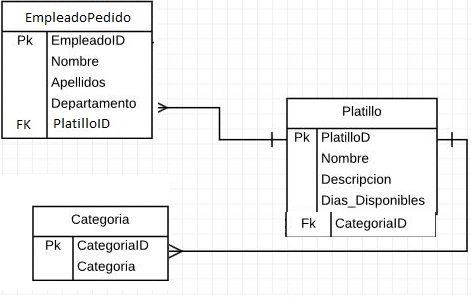 EmpleadoPedido
Pk EmpleadoID
Nombre
Apellidos
Departamento
FK PlatilloID
Platillo
Pk PlatilloD
Nombre
Descripcion
Dias_Disponibles
Fk CategoriaID
Categoria
Pk CategoriaID
Categoria